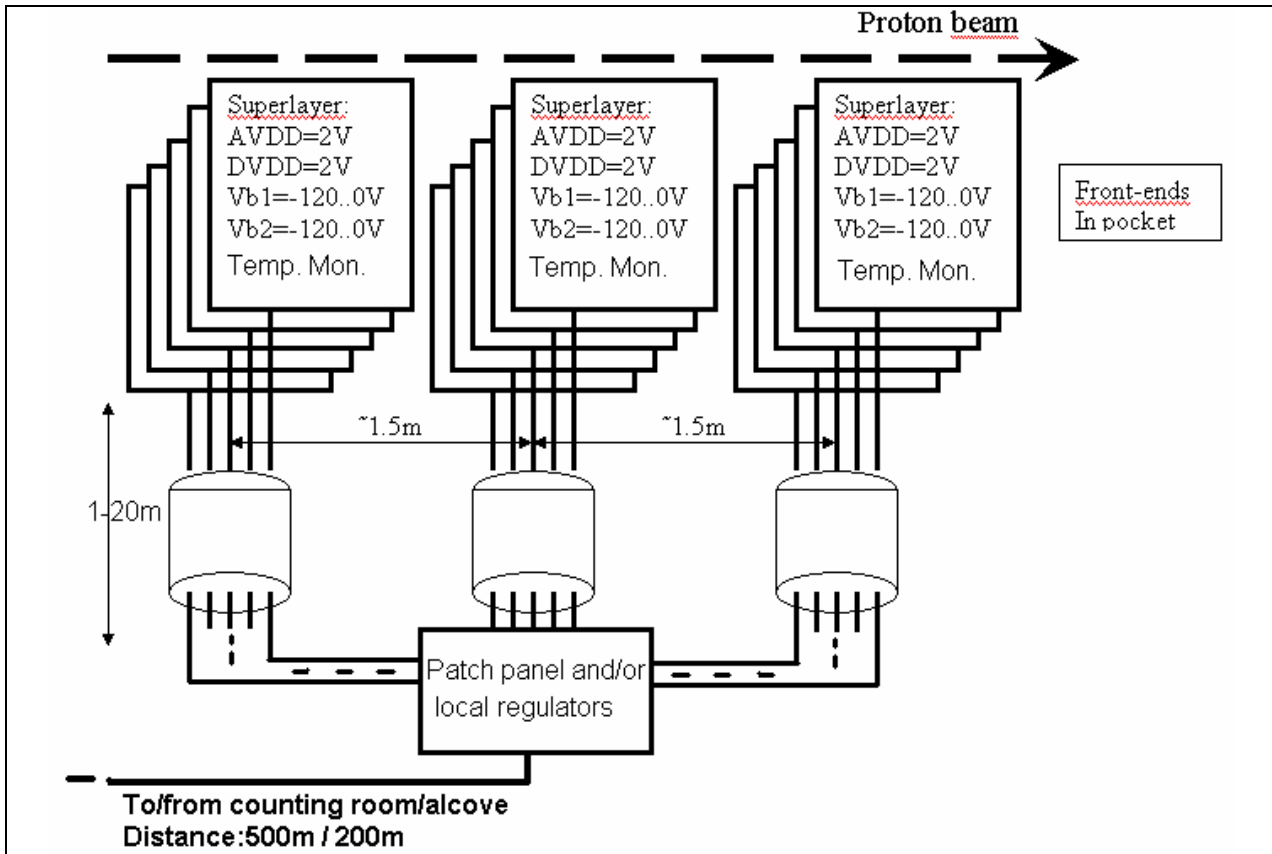 Proton beam
Superlayer:
AVDD=2V
DVDD=2V
Vb1=-120..0V
Vb2=-120..0V
Temp. Mon.
Superlayer:
AVDD=2V
DVDD=2V
Vb1=-120..0V
Vb2=-120..0V
Temp. Mon.
Superlayer:
AVDD=2V
DVDD=2V
Vb1=-120..0V
Vb2=-120..0V
Temp. Mon.
Front-ends
In pocket
~1.5m
~1.5m
1-20m
Patch panel and/or
local regulators
To/from counting room/alcove
Distance:500m / 200m